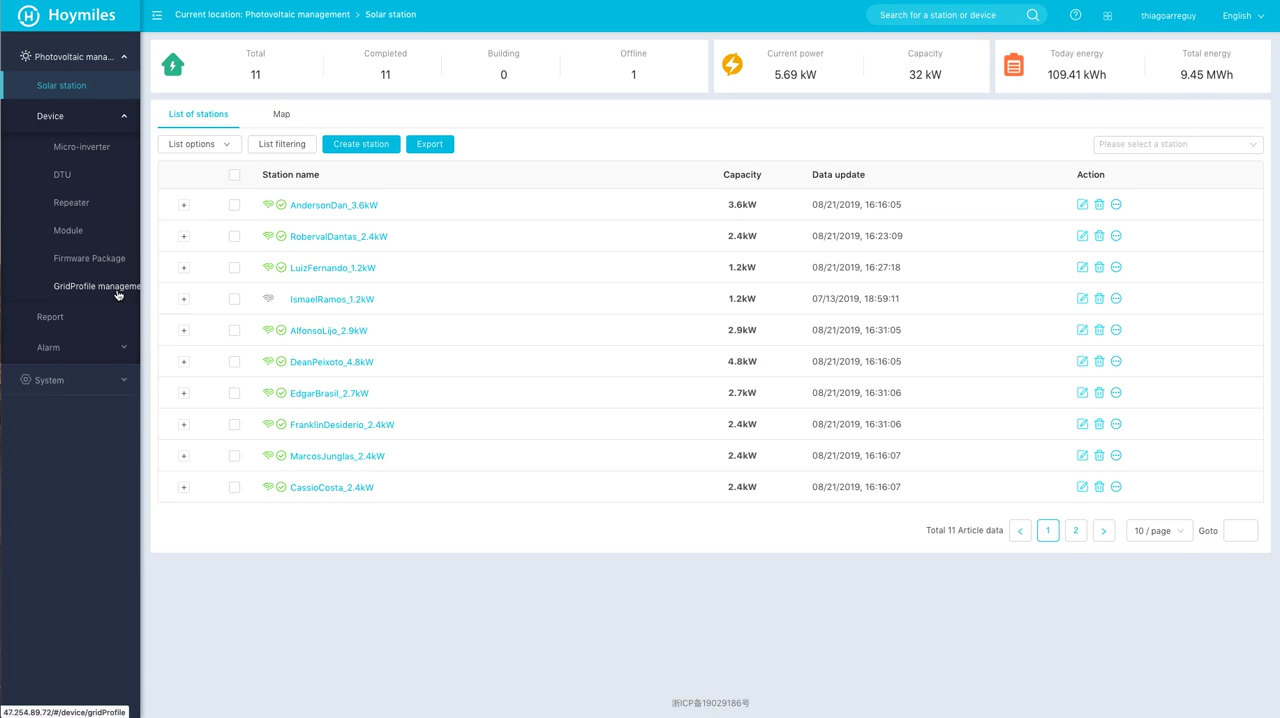 Hoymiles
Current location: Photovoltaic management > Solar station
Search for a station or device
thiagoarreguy
English
Photovoltaic mana...
Solar station
Device
Micro-inverter
DTU
Repeater
Module
Firmware Package
GridProfile manageme
Report
Alarm
System
Total
11
Completed
11
Building
0
Offline
1
Current power
5.69 kW
Capacity
32 kW
Today energy
109.41 kWh
Total energy
9.45 MWh
List of stations
Map
List options
List filtering
Create station
Export
Please select a station
Station name Capacity Data update Action
AndersonDan_3.6kW 3.6kW 08/21/2019, 16:16:05
RobervalDantas_2.4kW 2.4kW 08/21/2019, 16:23:09
LuizFernando_1.2kW 1.2kW 08/21/2019, 16:27:18
IsmaelRamos_1.2kW 1.2kW 07/13/2019, 18:59:11
AlfonsoLijo_2.9kW 2.9kW 08/21/2019, 16:31:05
DeanPeixoto_4.8kW 4.8kW 08/21/2019, 16:16:05
EdgarBrasil_2.7kW 2.7kW 08/21/2019, 16:31:06
FranklinDesiderio_2.4kW 2.4kW 08/21/2019, 16:31:06
MarcosJunglas_2.4kW 2.4kW 08/21/2019, 16:16:07
CassioCosta_2.4kW 2.4kW 08/21/2019, 16:16:07
Total 11 Article data < 1 2 > 10 / page Goto
浙ICP备19029186号
47.254.89.72/#/device/gridProfile